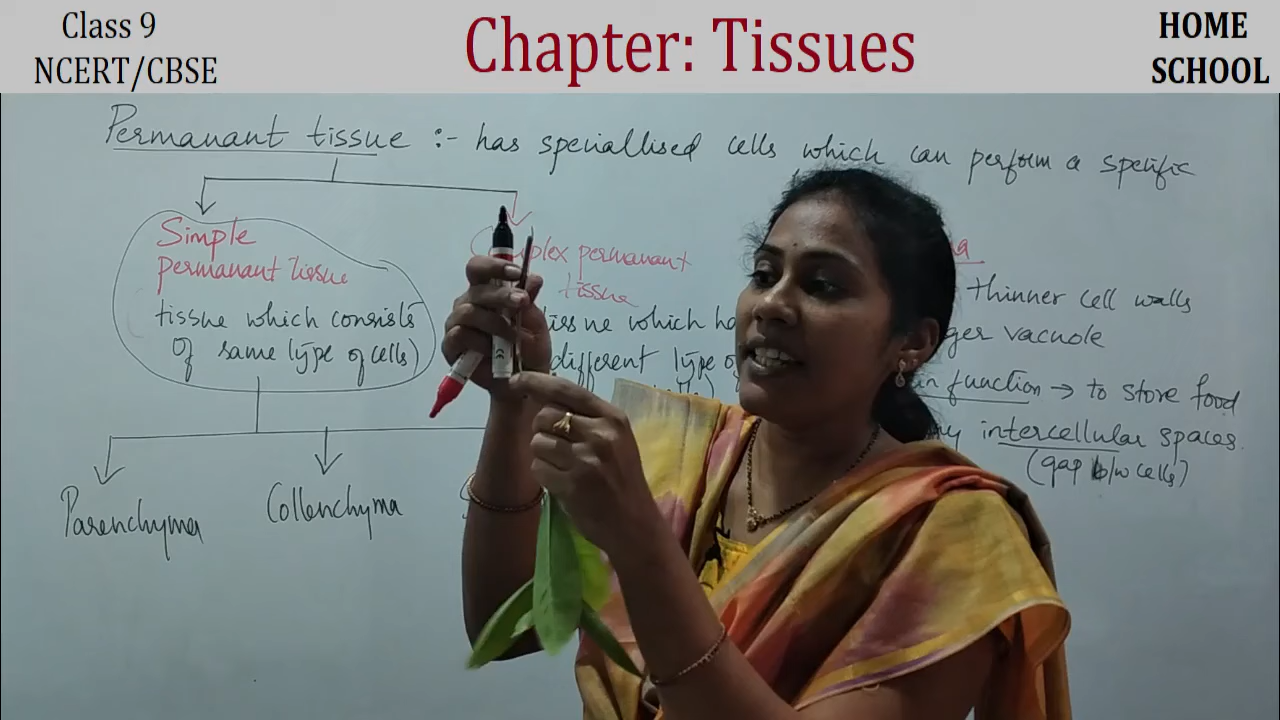 Class 9
NCERT/CBSE
Chapter: Tissues
HOME
SCHOOL
Permanant tissue :- has speciallised cells which can perform a specific
Simple
permanant tissue
tissue which consists
of same type of cells)
permanant
tissue
which
different type
thinner cell walls
vacuole
function → to store food
intercellular spaces.
(gap b/w cells)
Parenchyma
Collenchyma